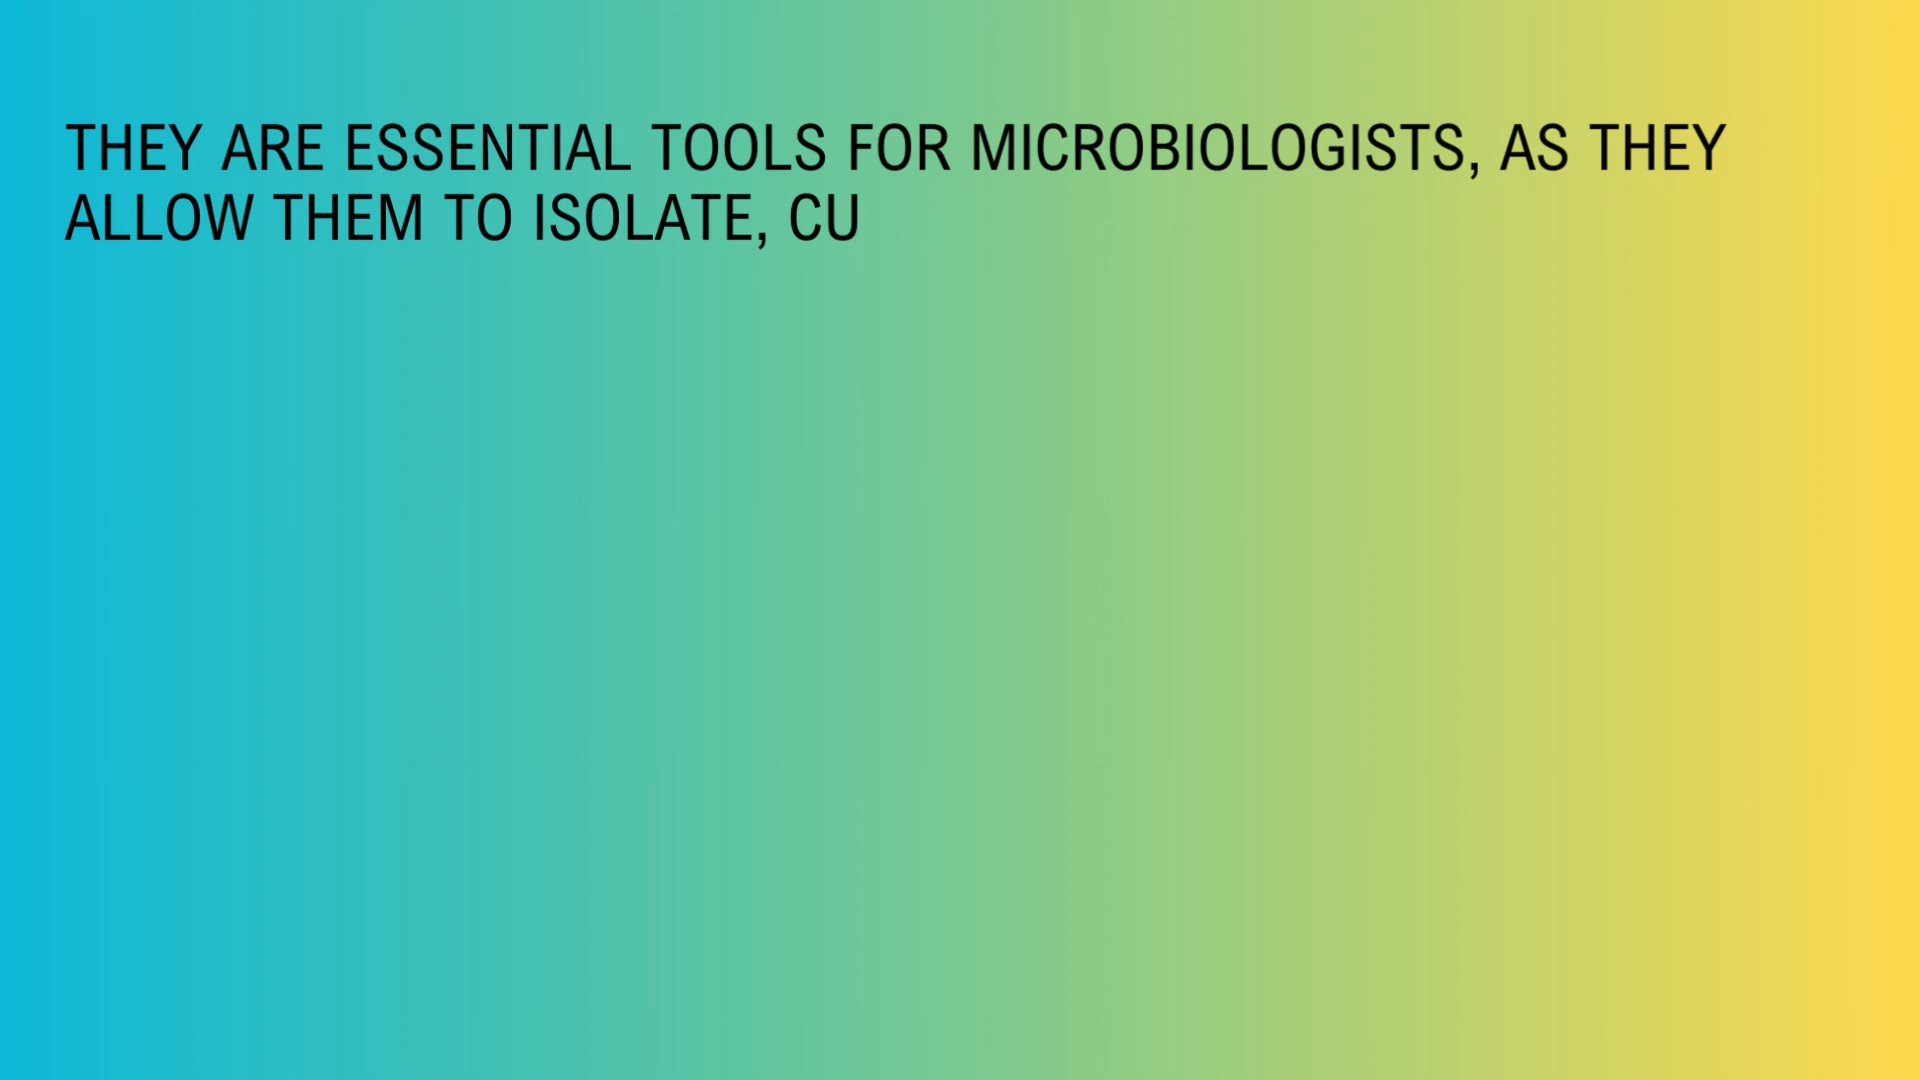 THEY ARE ESSENTIAL TOOLS FOR MICROBIOLOGISTS, AS THEY
ALLOW THEM TO ISOLATE, CU